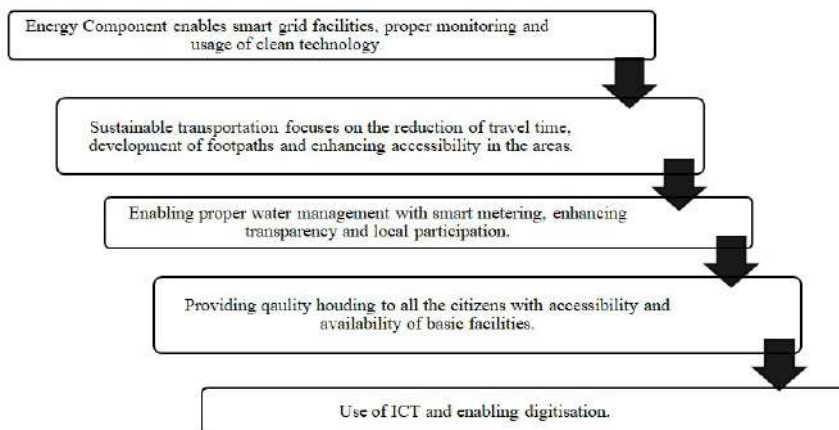 Energy Component enables smart grid facilities, proper monitoring and
usage of clean technology
Sustainable transportation focuses on the reduction of travel time,
development of footpaths and enhancing accessibility in the areas.
Enabling proper water management with smart metering, enhancing
transparency and local participation.
Providing qaulity houding to all the citizens with accessibility and
availability of basic facilities.
Use of ICT and enabling digitisation.